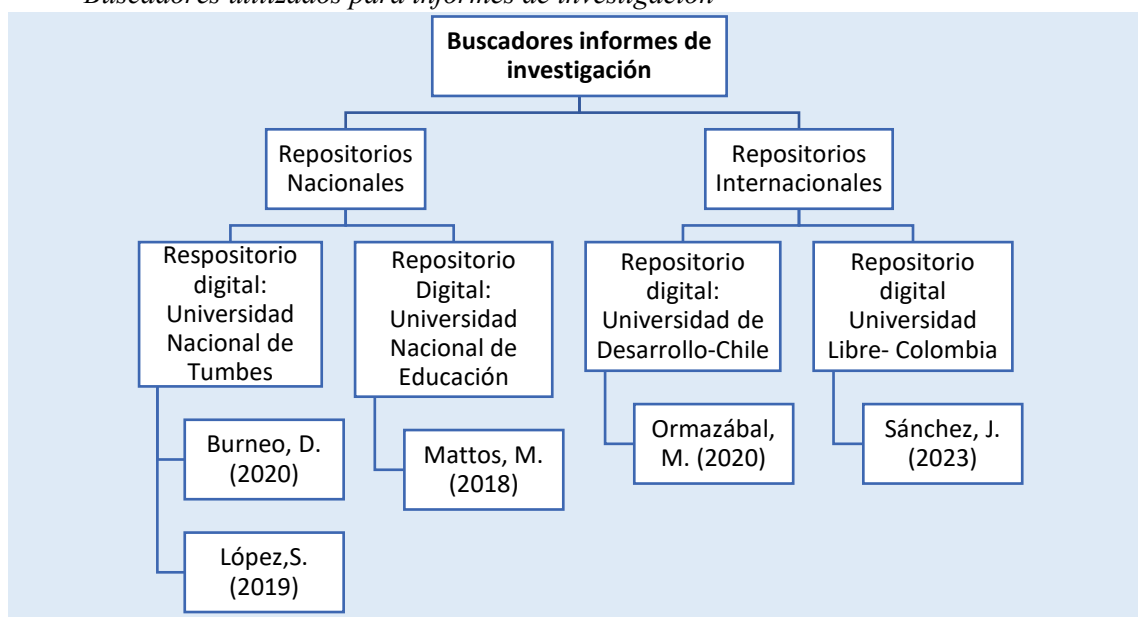 Buscadores utilizados para informes de investigación
Buscadores informes de
investigación
Repositorios
Nacionales
Repositorios
Internacionales
Respositorio
digital:
Universidad
Nacional de
Tumbes
Repositorio
Digital:
Universidad
Nacional de
Educación
Repositorio
digital:
Universidad de
Desarrollo-Chile
Repositorio
digital
Universidad
Libre- Colombia
Burneo, D.
(2020)
López,S.
(2019)
Mattos, M.
(2018)
Ormazábal,
M. (2020)
Sánchez, J.
(2023)